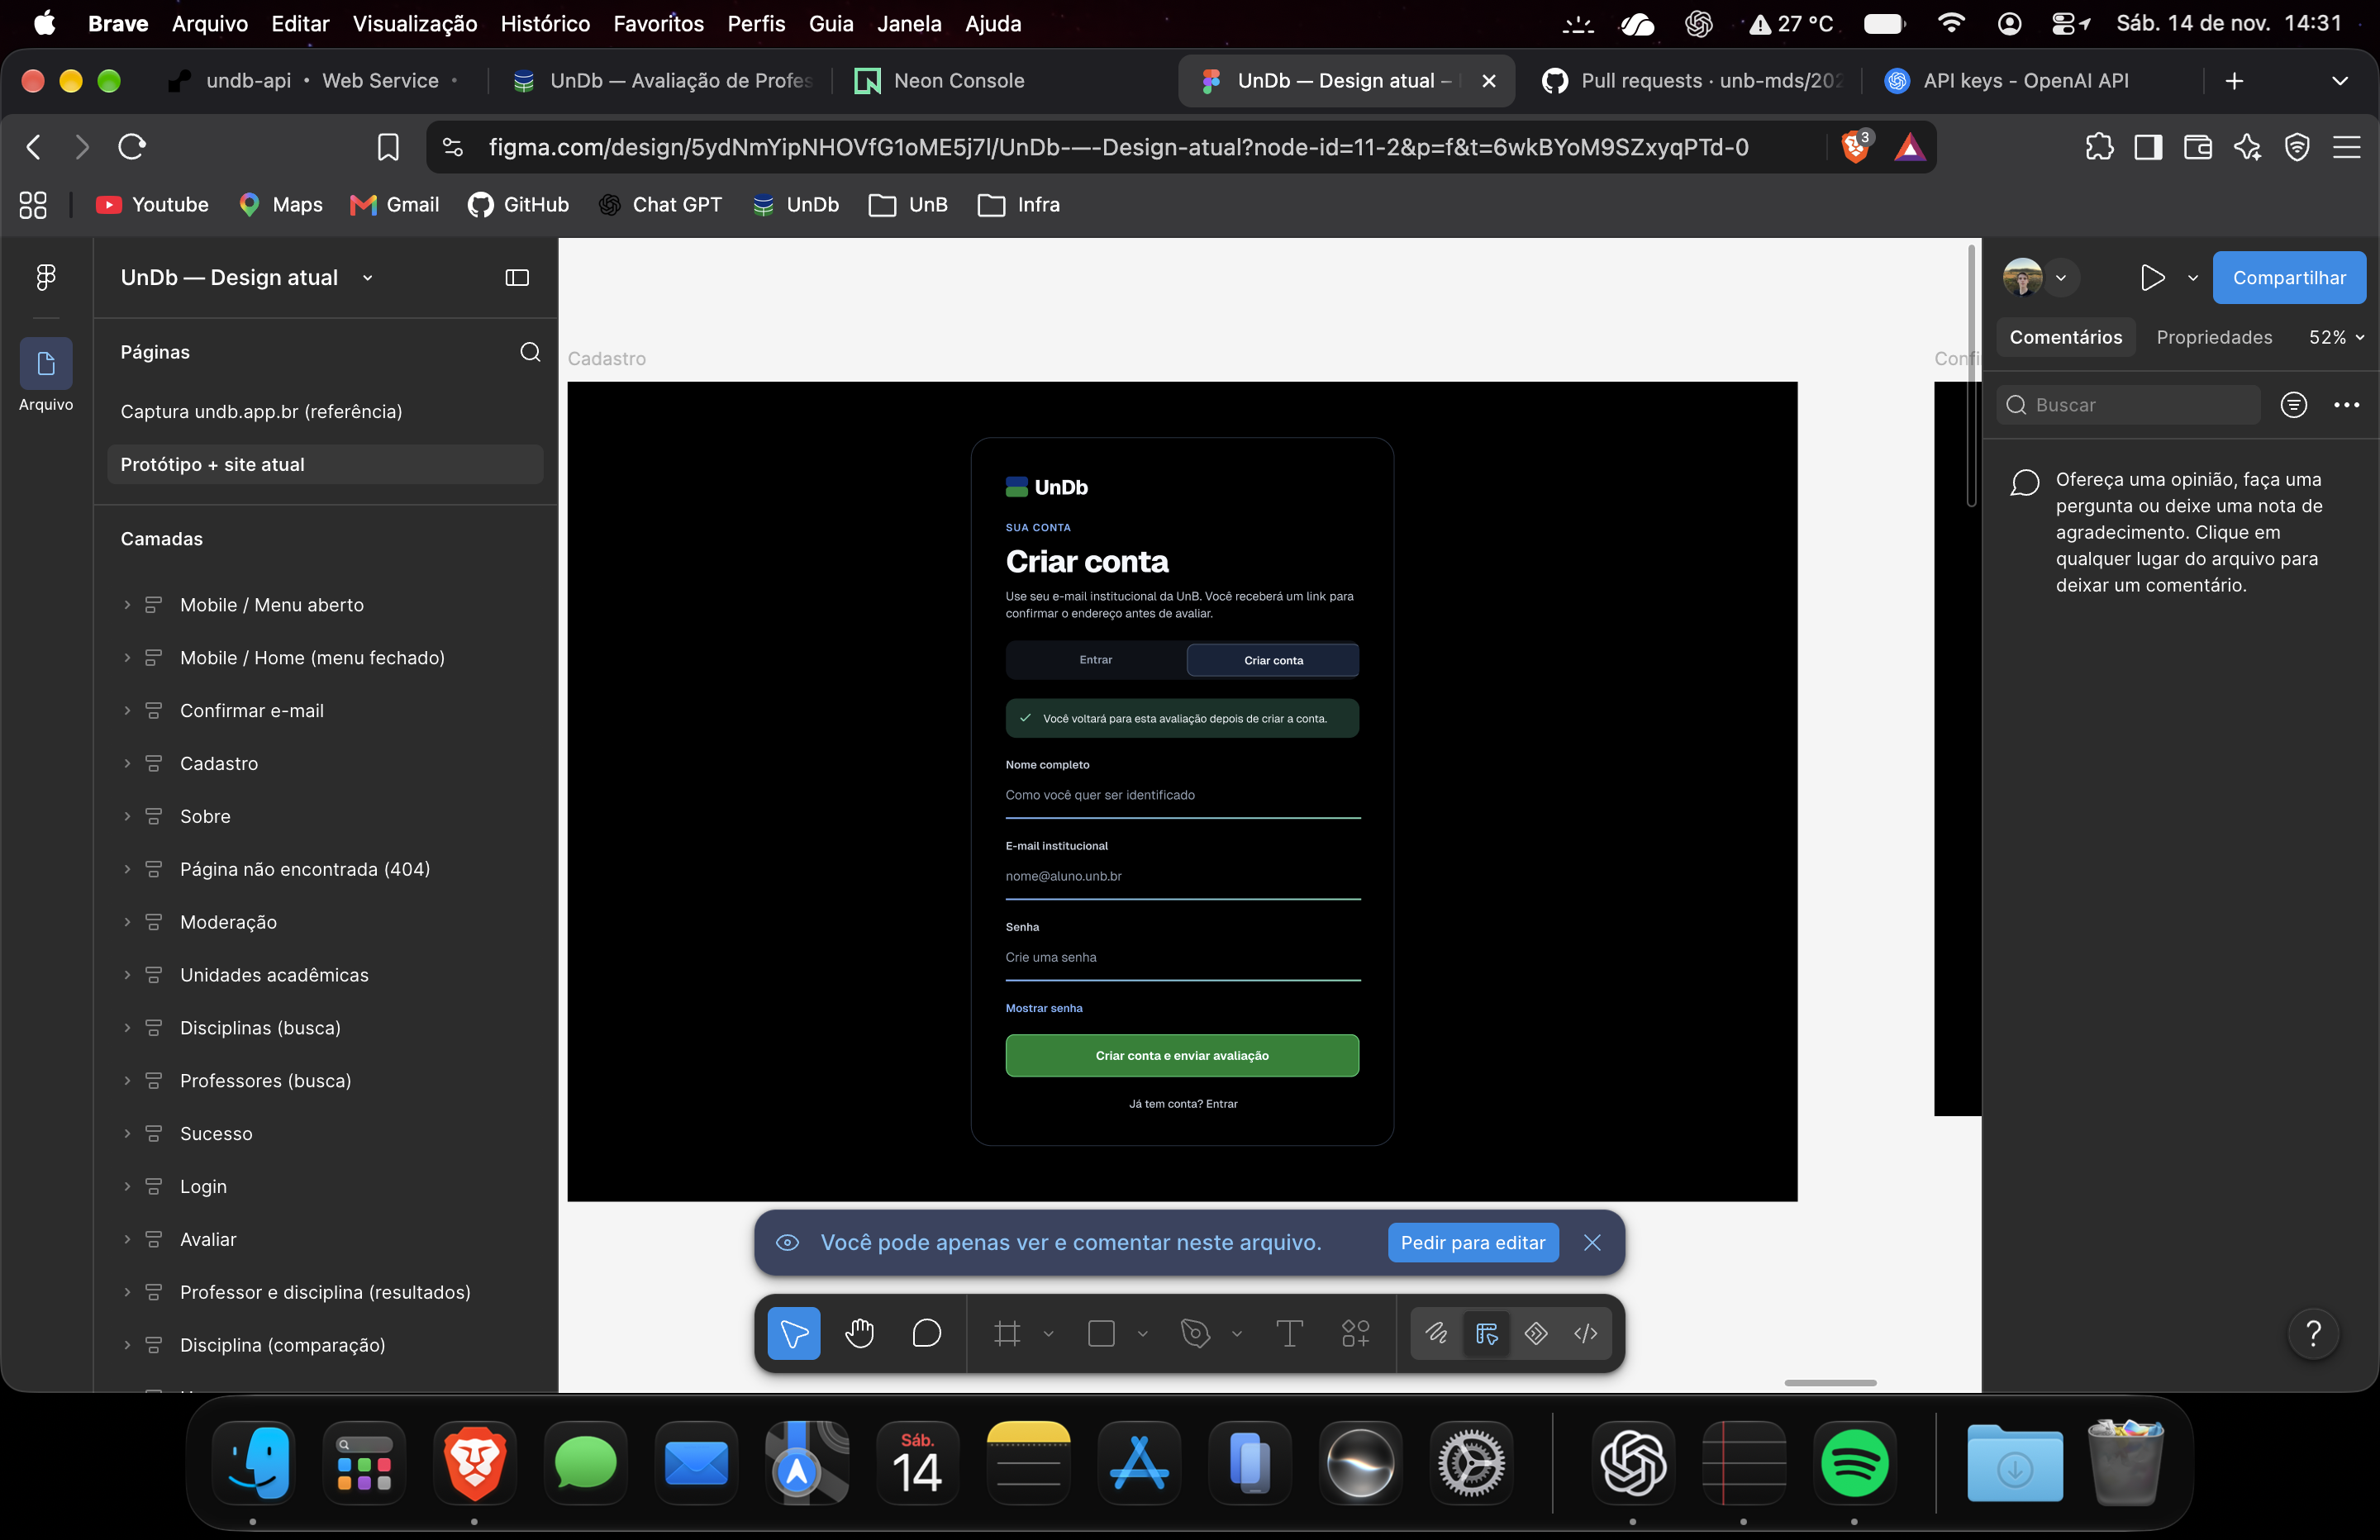 Brave Arquivo Editar Visualização Histórico Favoritos Perfis Guia Janela Ajuda 27 °C Sáb. 14 de nov. 14:31
undb-api • Web Service •
UnDb — Avaliação de Profes
Neon Console
UnDb — Design atual –
Pull requests · unb-mds/202
API keys - OpenAI API
figma.com/design/5ydNmYipNHOVfG1oME5j7l/UnDb-—-Design-atual?node-id=11-2&p=f&t=6wkBYoM9SZxyqPTd-0
3
Youtube Maps Gmail GitHub Chat GPT UnDb UnB Infra
Arquivo
UnDb — Design atual
Páginas
Captura undb.app.br (referência)
Protótipo + site atual
Camadas
Mobile / Menu aberto
Mobile / Home (menu fechado)
Confirmar e-mail
Cadastro
Sobre
Página não encontrada (404)
Moderação
Unidades acadêmicas
Disciplinas (busca)
Professores (busca)
Sucesso
Login
Avaliar
Professor e disciplina (resultados)
Disciplina (comparação)
Cadastro
Confi
UnDb
SUA CONTA
Criar conta
Use seu e-mail institucional da UnB. Você receberá um link para
confirmar o endereço antes de avaliar.
Entrar
Criar conta
Você voltará para esta avaliação depois de criar a conta.
Nome completo
Como você quer ser identificado
E-mail institucional
nome@aluno.unb.br
Senha
Crie uma senha
Mostrar senha
Criar conta e enviar avaliação
Já tem conta? Entrar
Você pode apenas ver e comentar neste arquivo.
Pedir para editar
Compartilhar
Comentários
Propriedades
52%
Buscar
Ofereça uma opinião, faça uma
pergunta ou deixe uma nota de
agradecimento. Clique em
qualquer lugar do arquivo para
deixar um comentário.
?
Sáb.
14